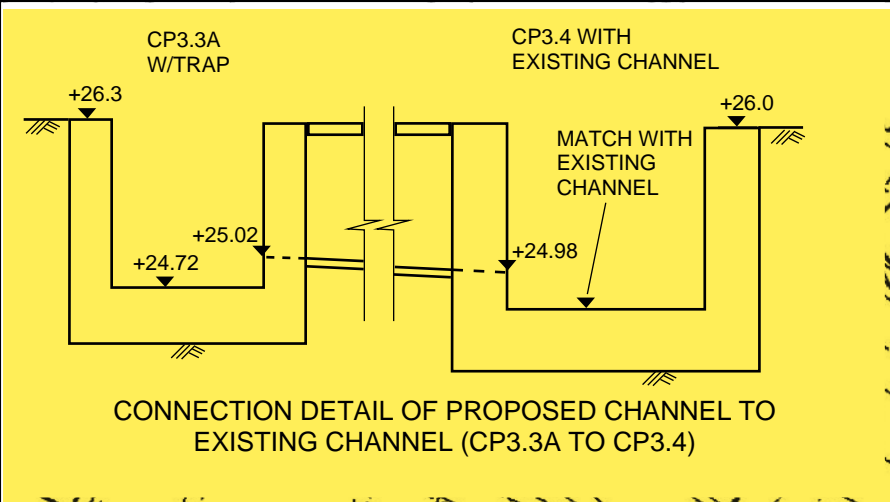 CP3.3A
W/TRAP
CP3.4 WITH
EXISTING CHANNEL
+26.3
+26.0
MATCH WITH
EXISTING
CHANNEL
+25.02
+24.72
+24.98
CONNECTION DETAIL OF PROPOSED CHANNEL TO
EXISTING CHANNEL (CP3.3A TO CP3.4)